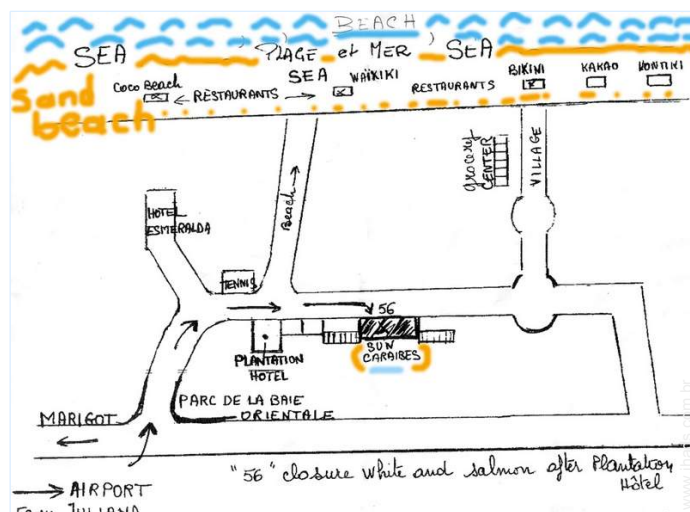 BEACH
SEA PLAGE et MER SEA
SEA
sand
beach
Coco Beach RESTAURANTS WAÏKIKI RESTAURANTS BIKINI KAKAO KONTIKI
grocery
CENTER
VILLAGE
Beach
HOTEL
ESMERALDA
TENNIS
56
PLANTATION
HOTEL
SUN
CARAIBES
PARC DE LA BAIE
ORIENTALE
MARIGOT
"56" closure white and salmon after Plantation
Hôtel
AIRPORT